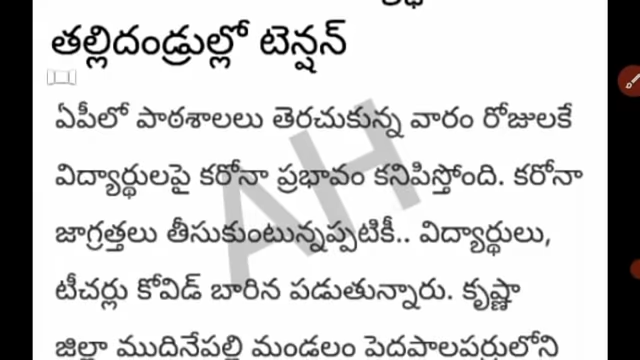 తల్లిదండ్రుల్లో టెన్షన్
ఏపీలో పాఠశాలలు తెరచుకున్న వారం రోజులకే
విద్యార్థులపై కరోనా ప్రభావం కనిపిస్తోంది. కరోనా
జాగ్రత్తలు తీసుకుంటున్నప్పటికీ.. విద్యార్థులు,
టీచర్లు కోవిడ్ బారిన పడుతున్నారు. కృష్ణా
జిల్లా ముదినేపల్లి మండలం పెదపాలపర్రులోని
AH